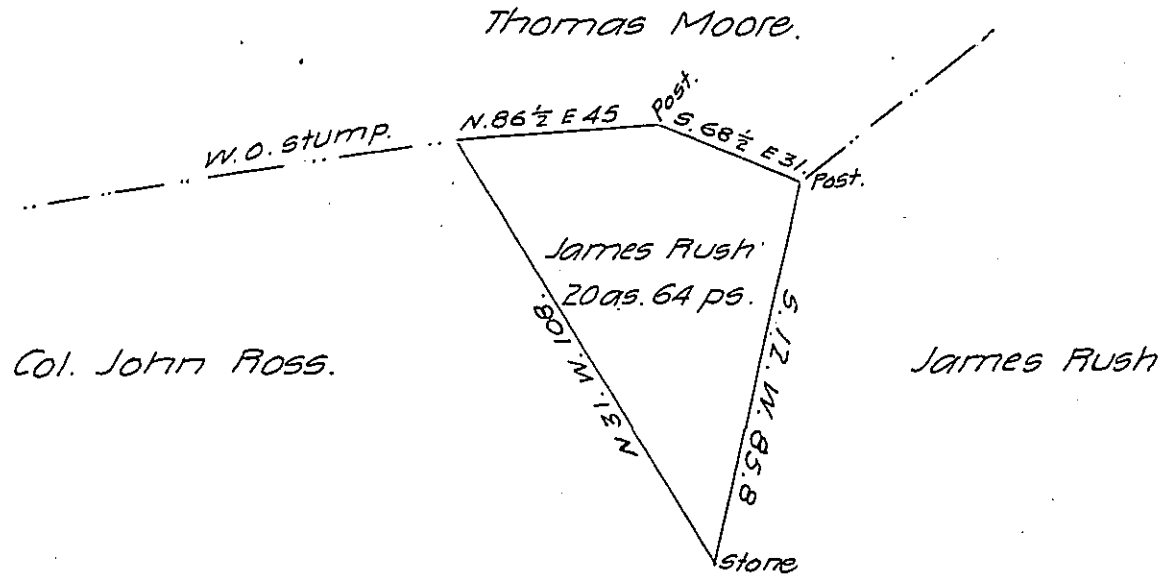 Thomas Moore.
W.O. stump.
N.86½ E 45
Post.
S.68½ E 31.
Post.
James Rush
20as. 64 ps.
N 31. W. 108.
S. 12. W. 85.8
Col. John Ross.
James Rush
Stone